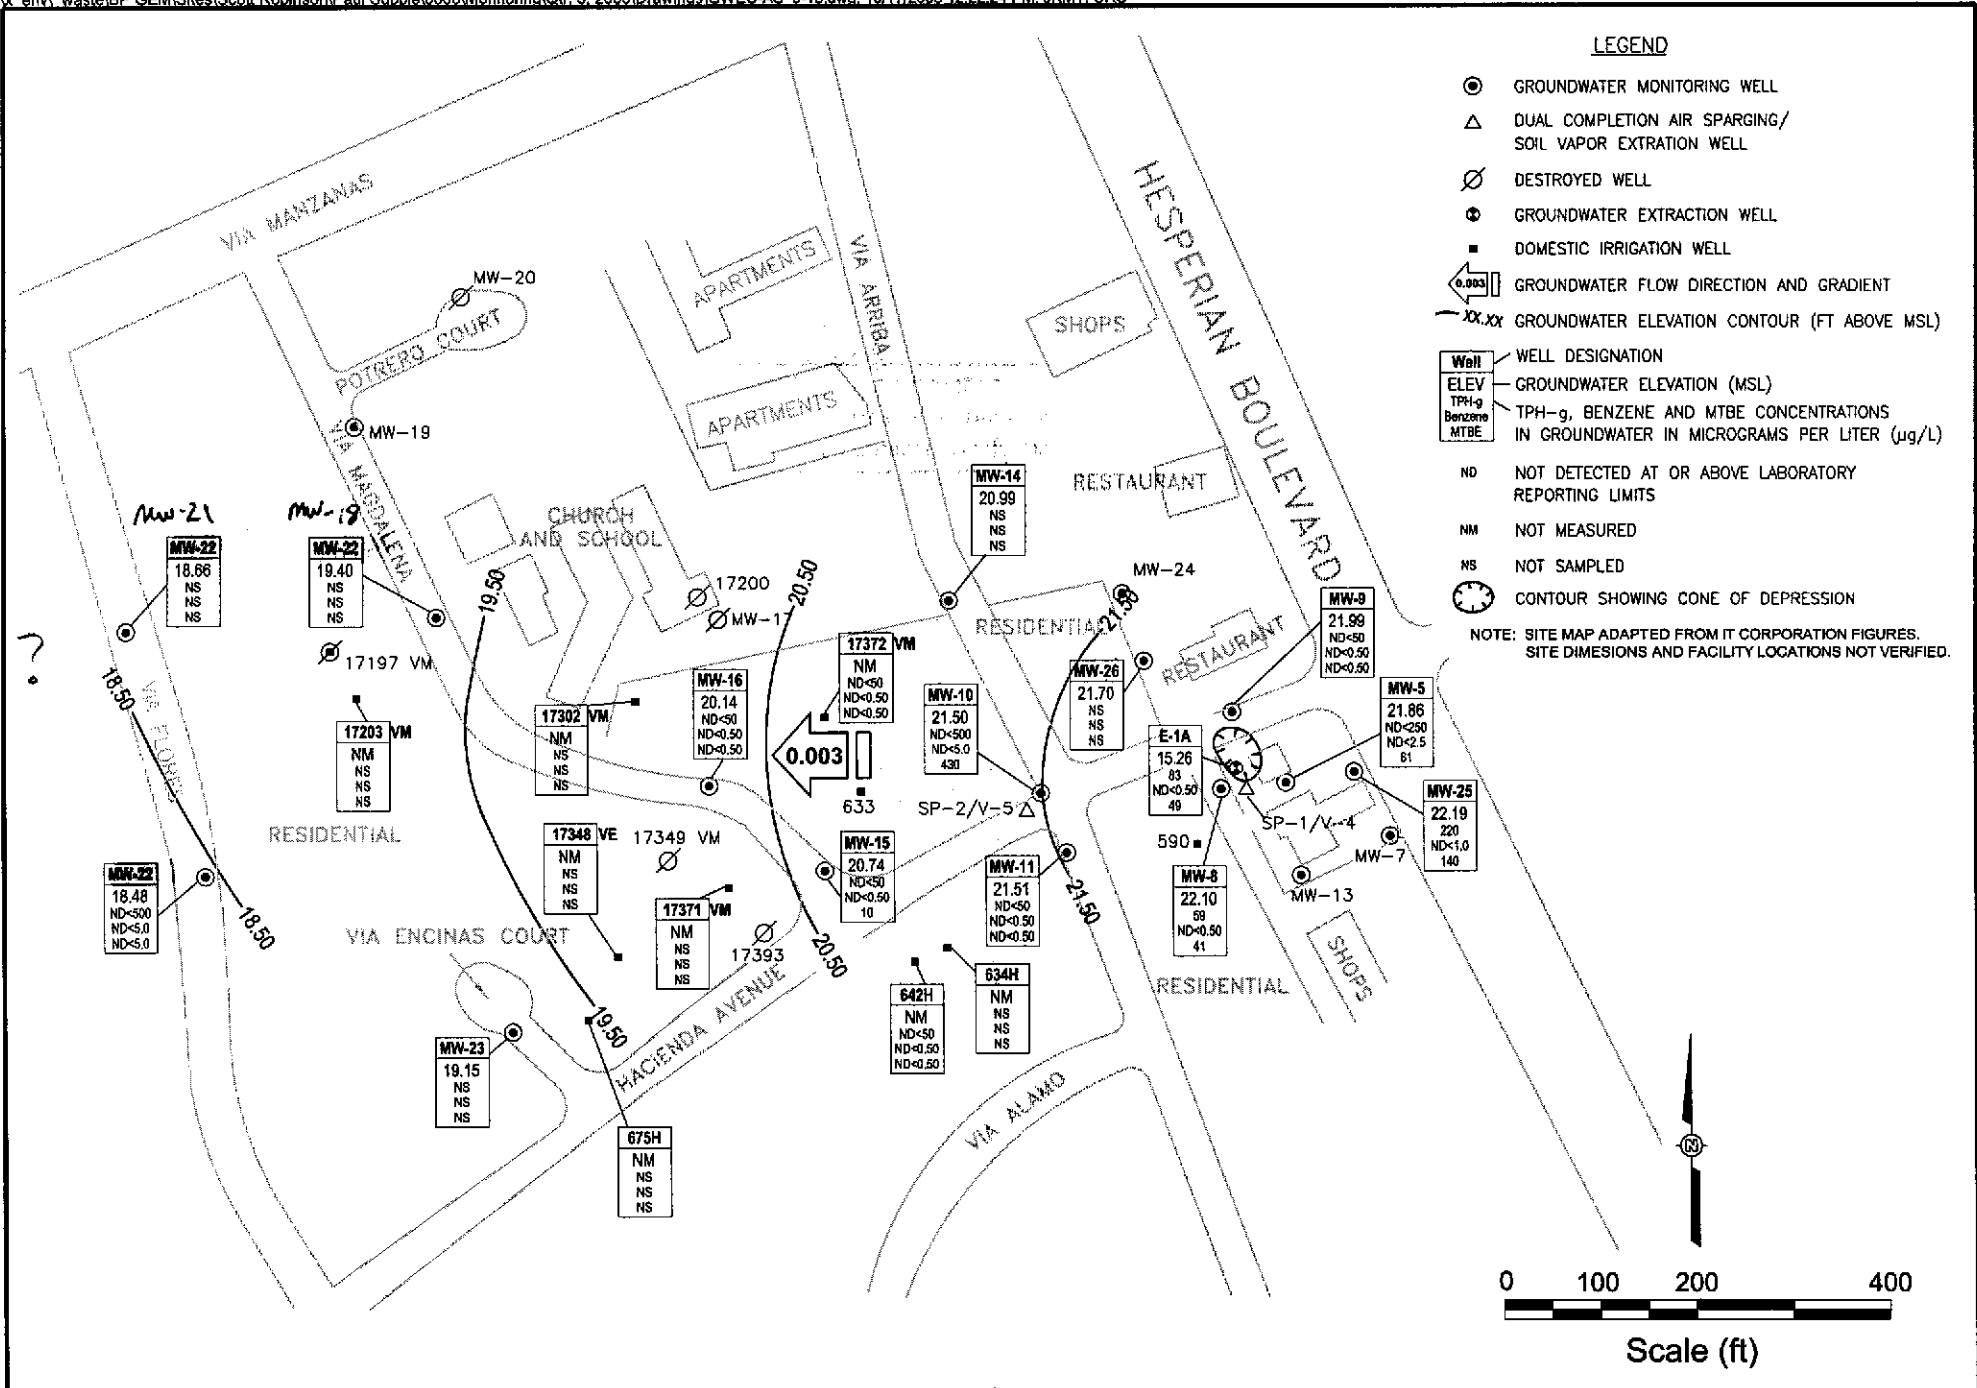 LEGEND
GROUNDWATER MONITORING WELL
DUAL COMPLETION AIR SPARGING/
SOIL VAPOR EXTRATION WELL
DESTROYED WELL
GROUNDWATER EXTRACTION WELL
DOMESTIC IRRIGATION WELL
0.003
GROUNDWATER FLOW DIRECTION AND GRADIENT
XX.XX GROUNDWATER ELEVATION CONTOUR (FT ABOVE MSL)
Well
ELEV
TPH-g
Benzene
MTBE
WELL DESIGNATION
GROUNDWATER ELEVATION (MSL)
TPH-g, BENZENE AND MTBE CONCENTRATIONS
IN GROUNDWATER IN MICROGRAMS PER LITER (µg/L)
ND NOT DETECTED AT OR ABOVE LABORATORY
REPORTING LIMITS
NM NOT MEASURED
NS NOT SAMPLED
CONTOUR SHOWING CONE OF DEPRESSION
NOTE: SITE MAP ADAPTED FROM IT CORPORATION FIGURES.
SITE DIMESIONS AND FACILITY LOCATIONS NOT VERIFIED.
VIA MANZANAS
MW-20
POTRERO COURT
MW-19
VIA MAGDALENA
APARTMENTS
APARTMENTS
VIA ARRIBA
HESPERIAN BOULEVARD
SHOPS
RESTAURANT
CHURCH
AND SCHOOL
MW-21
MW-22
18.66
NS
NS
NS
MW-18
MW-22
19.40
NS
NS
NS
?
17197 VM
19.50
17200
MW-17
20.50
MW-14
20.99
NS
NS
NS
MW-24
21.50
RESIDENTIAL
RESTAURANT
MW-9
21.99
ND<50
ND<0.50
ND<0.50
18.50
VIA FLORES
17203 VM
NM
NS
NS
NS
17302 VM
NM
NS
NS
NS
MW-16
20.14
ND<50
ND<0.50
ND<0.50
17372 VM
NM
ND<50
ND<0.50
ND<0.50
0.003
633
MW-10
21.50
ND<500
ND<5.0
430
SP-2/V-5
MW-26
21.70
NS
NS
NS
E-1A
15.26
83
ND<0.50
49
MW-5
21.86
ND<250
ND<2.5
61
MW-25
22.19
220
ND<1.0
140
SP-1/V-4
590
MW-7
MW-13
MW-8
22.10
59
ND<0.50
41
RESIDENTIAL
SHOPS
RESIDENTIAL
MW-22
18.48
ND<500
ND<5.0
ND<5.0
18.50
VIA ENCINAS COURT
17348 VE
NM
NS
NS
NS
17349 VM
17371 VM
NM
NS
NS
NS
17393
MW-15
20.74
ND<50
ND<0.50
10
20.50
MW-11
21.51
ND<50
ND<0.50
ND<0.50
21.50
642H
NM
ND<50
ND<0.50
ND<0.50
634H
NM
NS
NS
NS
MW-23
19.15
NS
NS
NS
19.50
HACIENDA AVENUE
675H
NM
NS
NS
NS
VIA ALAMO
N
0 100 200 400
Scale (ft)